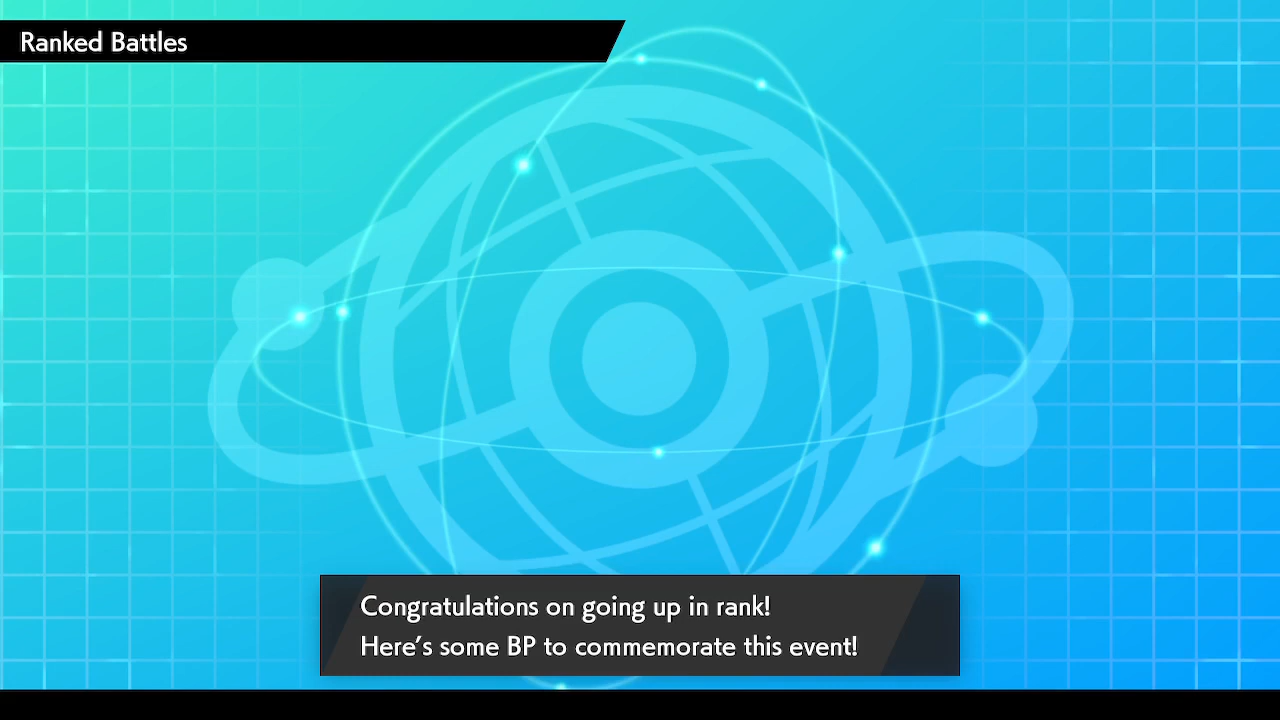 Ranked Battles
Congratulations on going up in rank!
Here's some BP to commemorate this event!